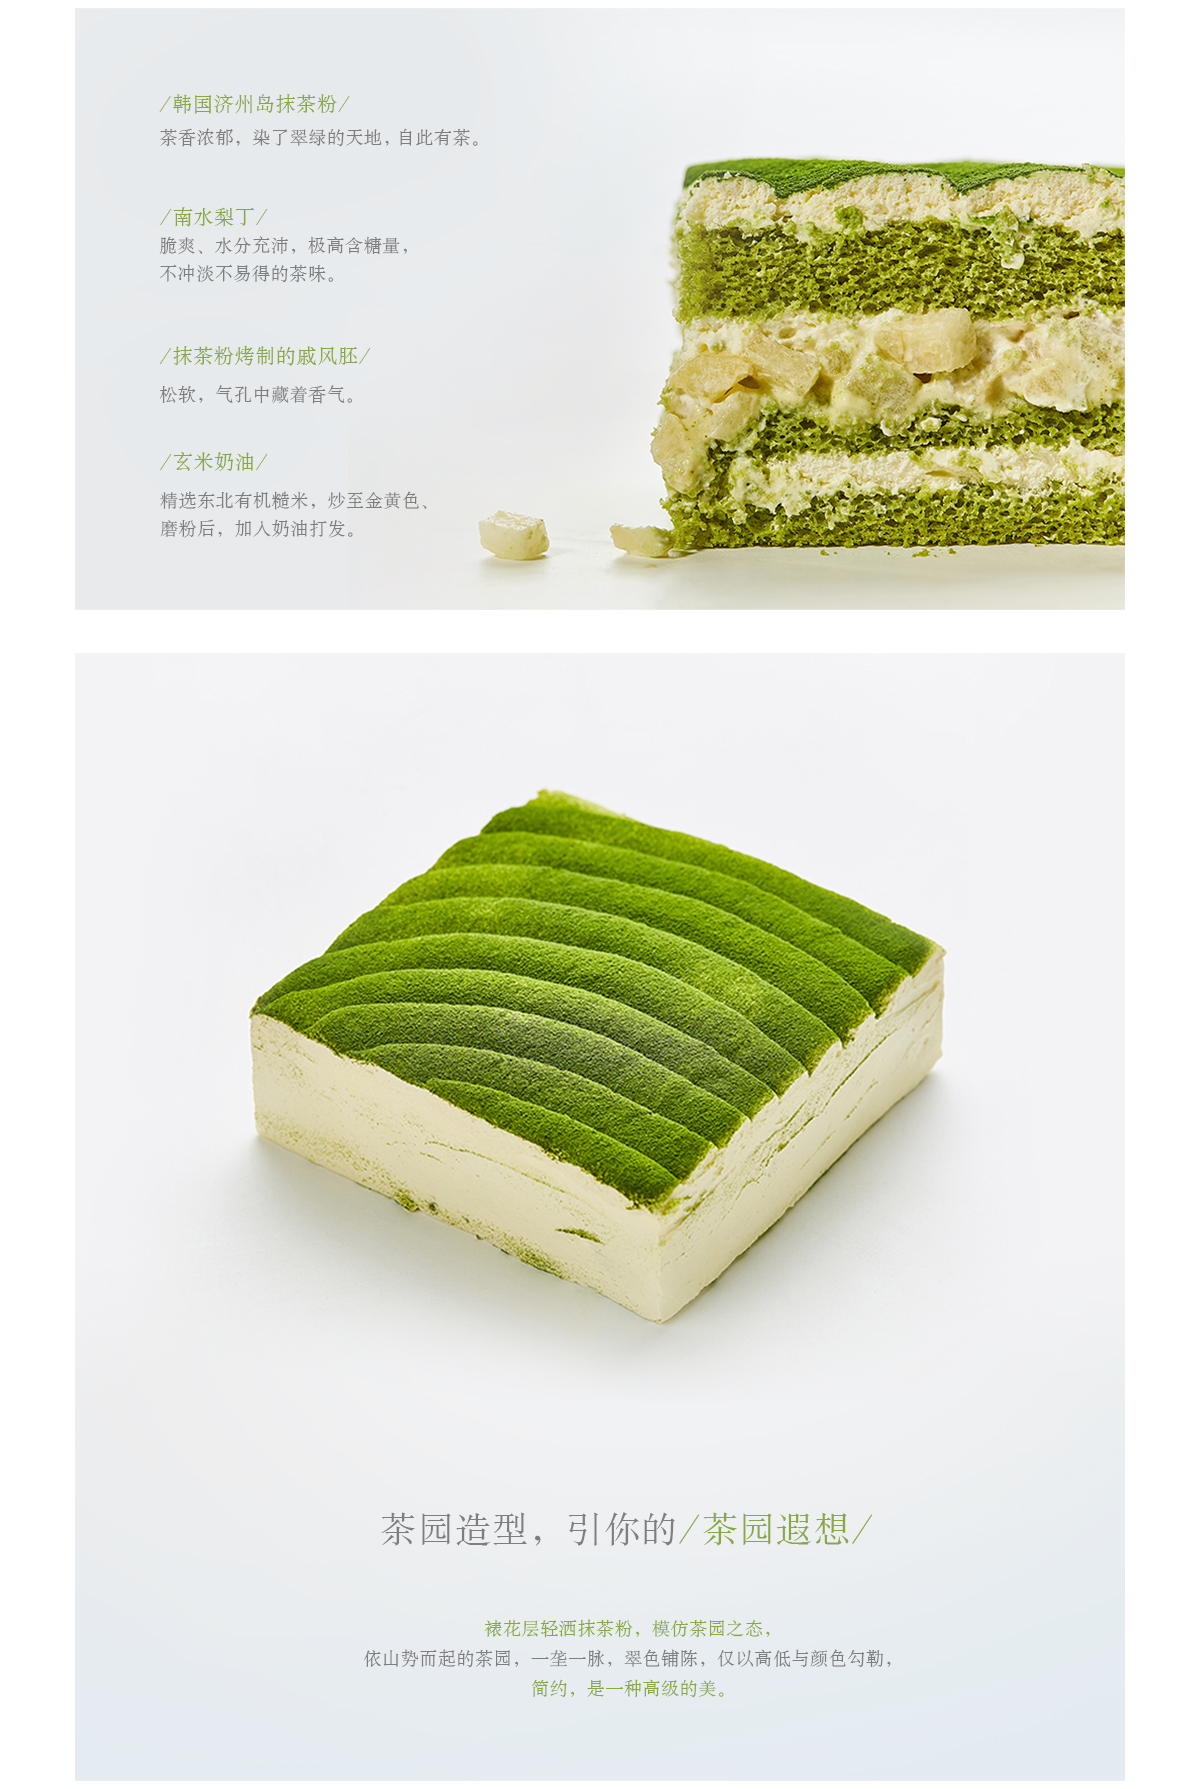 /韩国济州岛抹茶粉/
茶香浓郁，染了翠绿的天地，自此有茶。
/南水梨丁/
脆爽、水分充沛，极高含糖量，
不冲淡不易得的茶味。
/抹茶粉烤制的戚风胚/
松软，气孔中藏着香气。
/玄米奶油/
精选东北有机糙米，炒至金黄色、
磨粉后，加入奶油打发。
茶园造型，引你的/茶园遐想/
裱花层轻洒抹茶粉，模仿茶园之态，
依山势而起的茶园，一垄一脉，翠色铺陈，仅以高低与颜色勾勒，
简约，是一种高级的美。